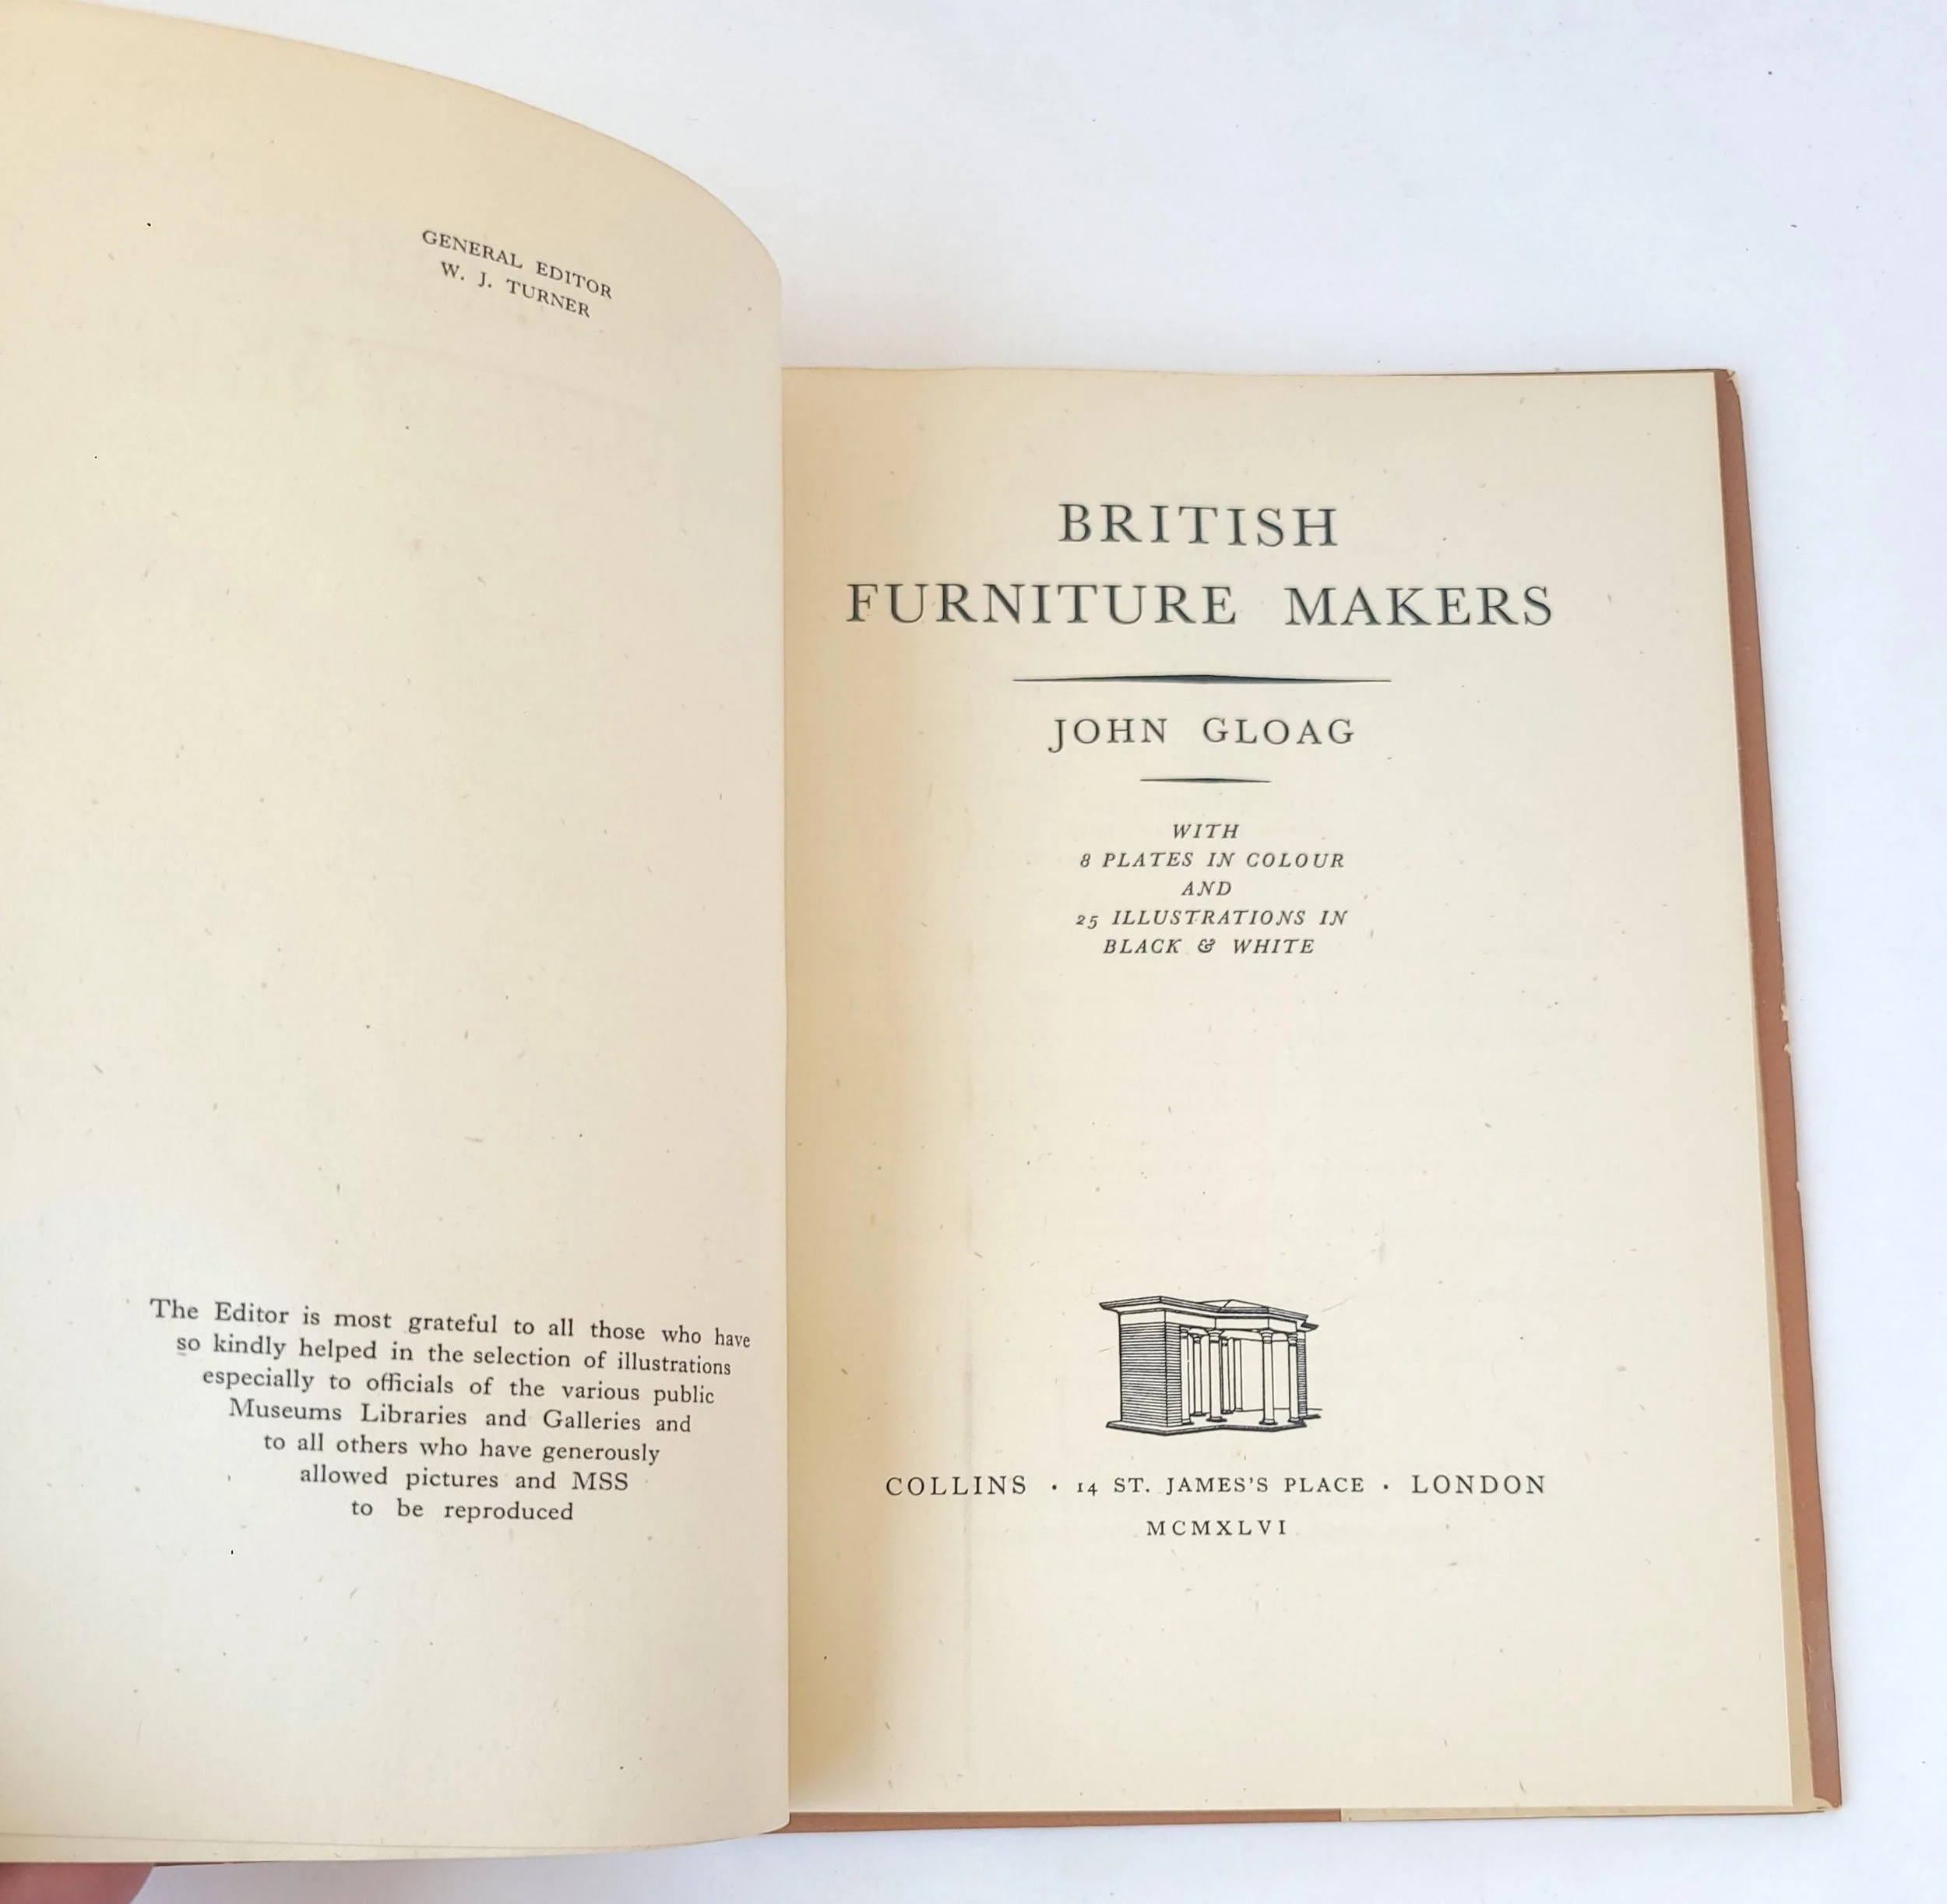 GENERAL EDITOR
W. J. TURNER
The Editor is most grateful to all those who have
so kindly helped in the selection of illustrations
especially to officials of the various public
Museums Libraries and Galleries and
to all others who have generously
allowed pictures and MSS
to be reproduced
BRITISH
FURNITURE MAKERS
JOHN GLOAG
WITH
8 PLATES IN COLOUR
AND
25 ILLUSTRATIONS IN
BLACK & WHITE
COLLINS · 14 ST. JAMES'S PLACE · LONDON
MCMXLVI